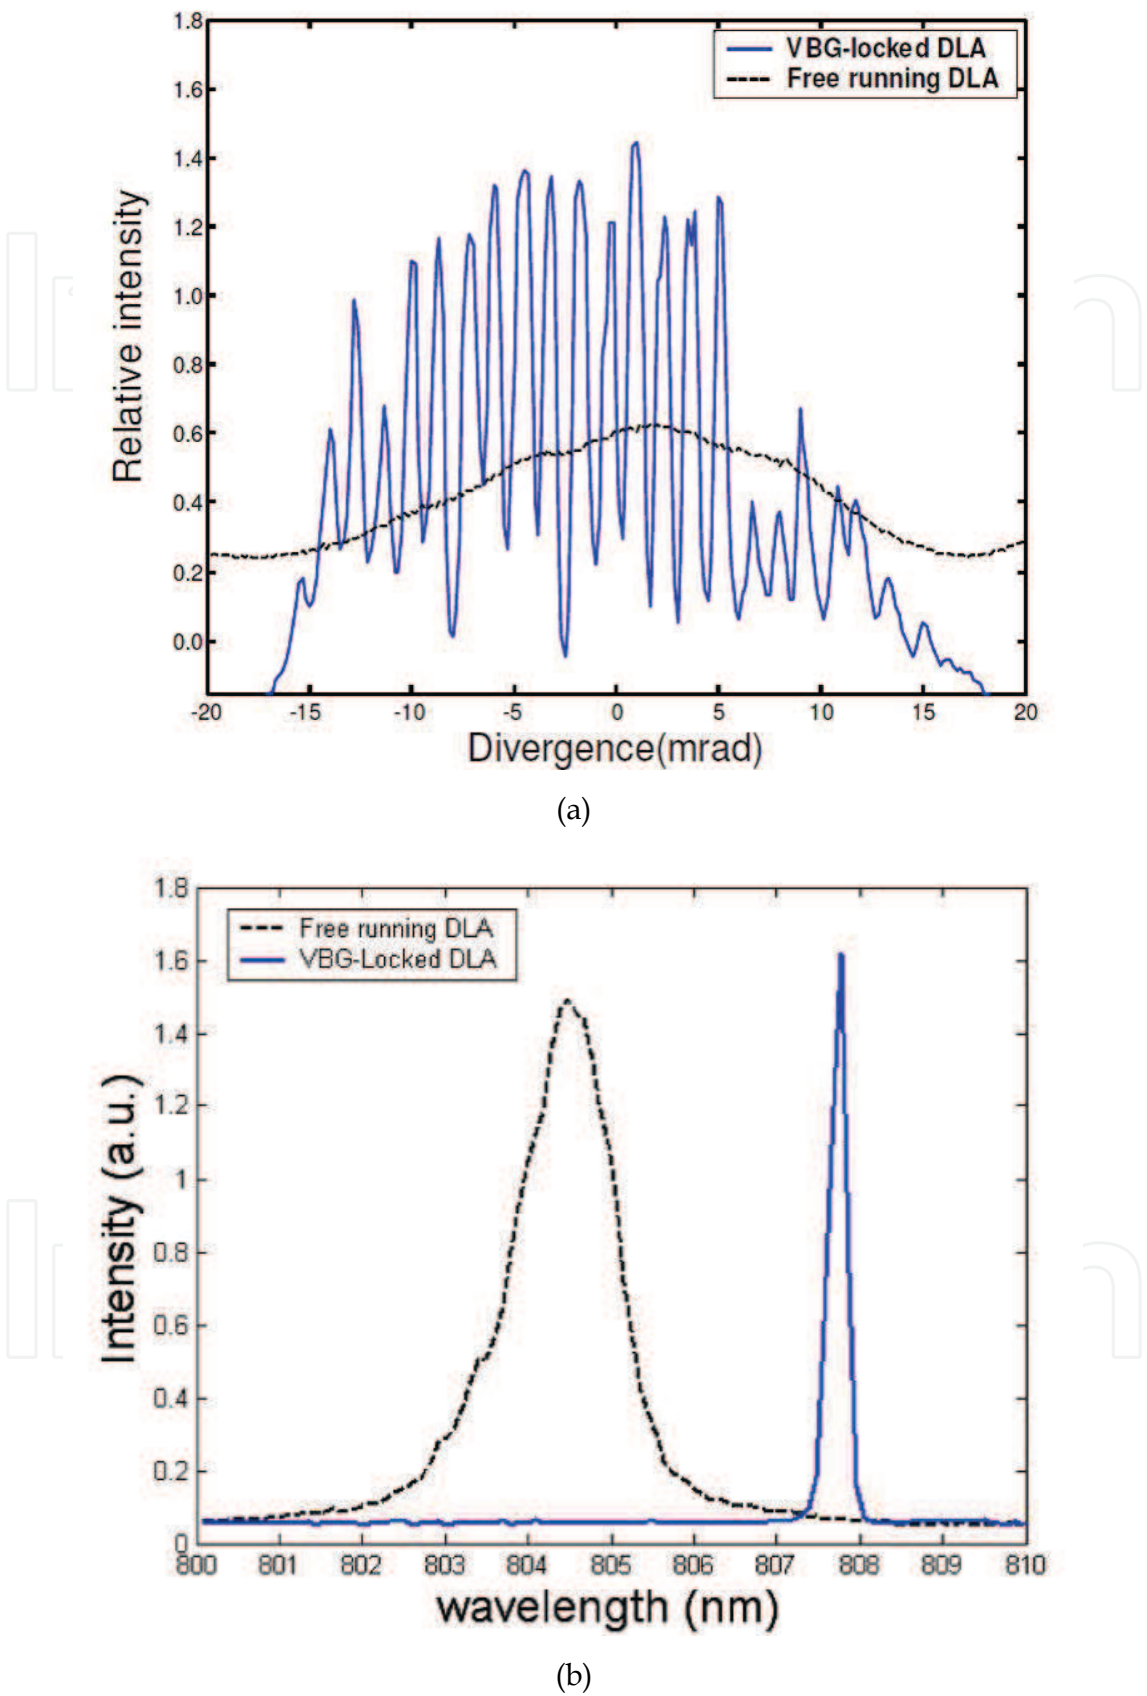 1.8
VBG-locked DLA
Free running DLA
1.6
1.4
1.2
1.0
0.8
0.6
0.4
0.2
0.0
Relative intensity
-20 -15 -10 -5 0 5 10 15 20
Divergence(mrad)
(a)
1.8
Free running DLA
VBG-Locked DLA
1.6
1.4
1.2
1
0.8
0.6
0.4
0.2
0
Intensity (a.u.)
800 801 802 803 804 805 806 807 808 809 810
wavelength (nm)
(b)